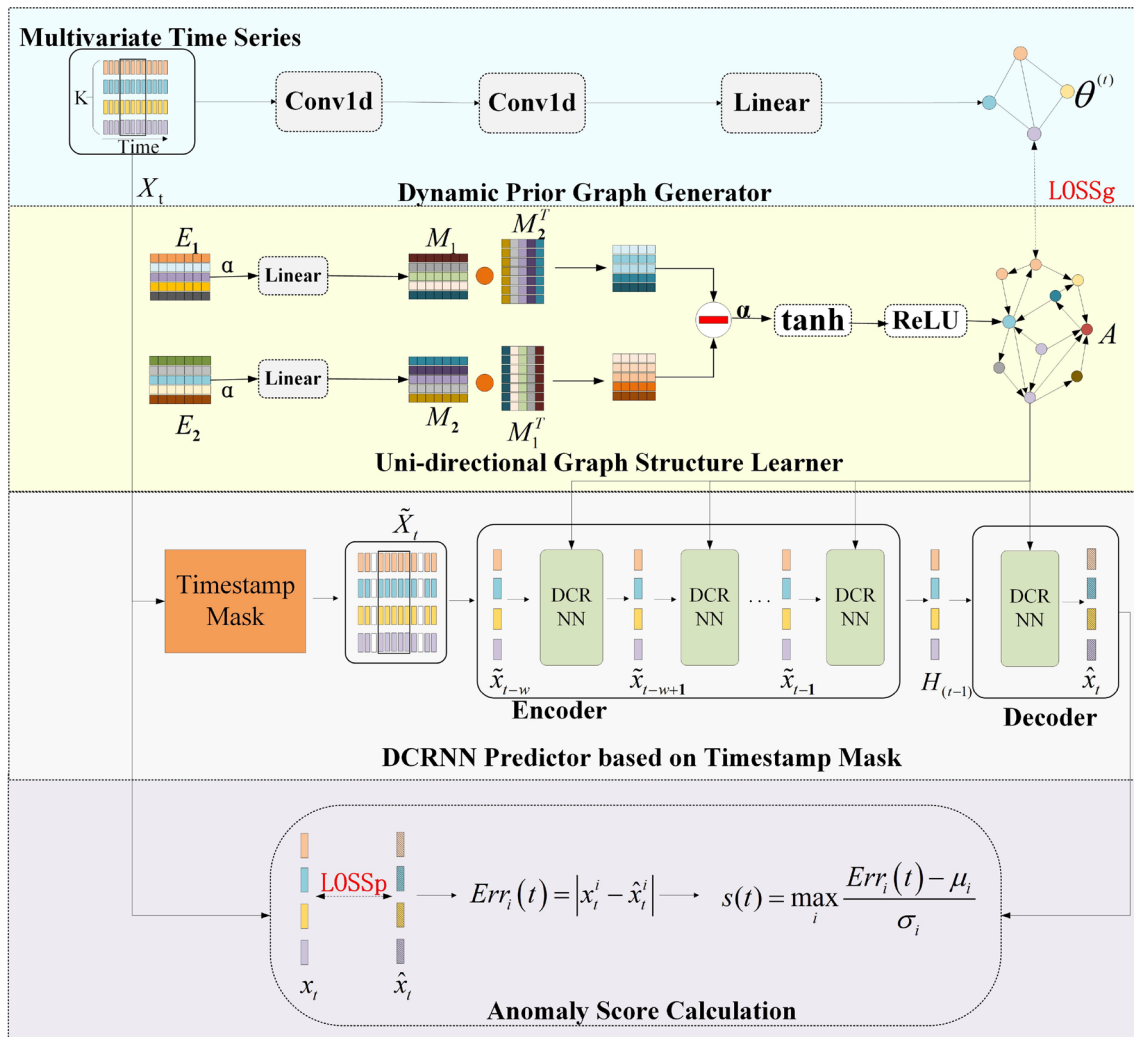 Multivariate Time Series
K
Time
Conv1d
Conv1d
Linear
θ^(t)
X_t
Dynamic Prior Graph Generator
LOSSg
E_1
α
Linear
M_1
M_2^T
α
tanh
ReLU
A
α
Linear
E_2
M_2
M_1^T
Uni-directional Graph Structure Learner
Timestamp
Mask
X̃_t
DCR
NN
DCR
NN
...
DCR
NN
DCR
NN
x̃_{t-w}
x̃_{t-w+1}
x̃_{t-1}
H_{(t-1)}
x̂_t
Encoder
Decoder
DCRNN Predictor based on Timestamp Mask
LOSSp
Err_i(t) = |x_t^i − x̂_t^i|
s(t) = max_i (Err_i(t) − μ_i) / σ_i
x_t
x̂_t
Anomaly Score Calculation